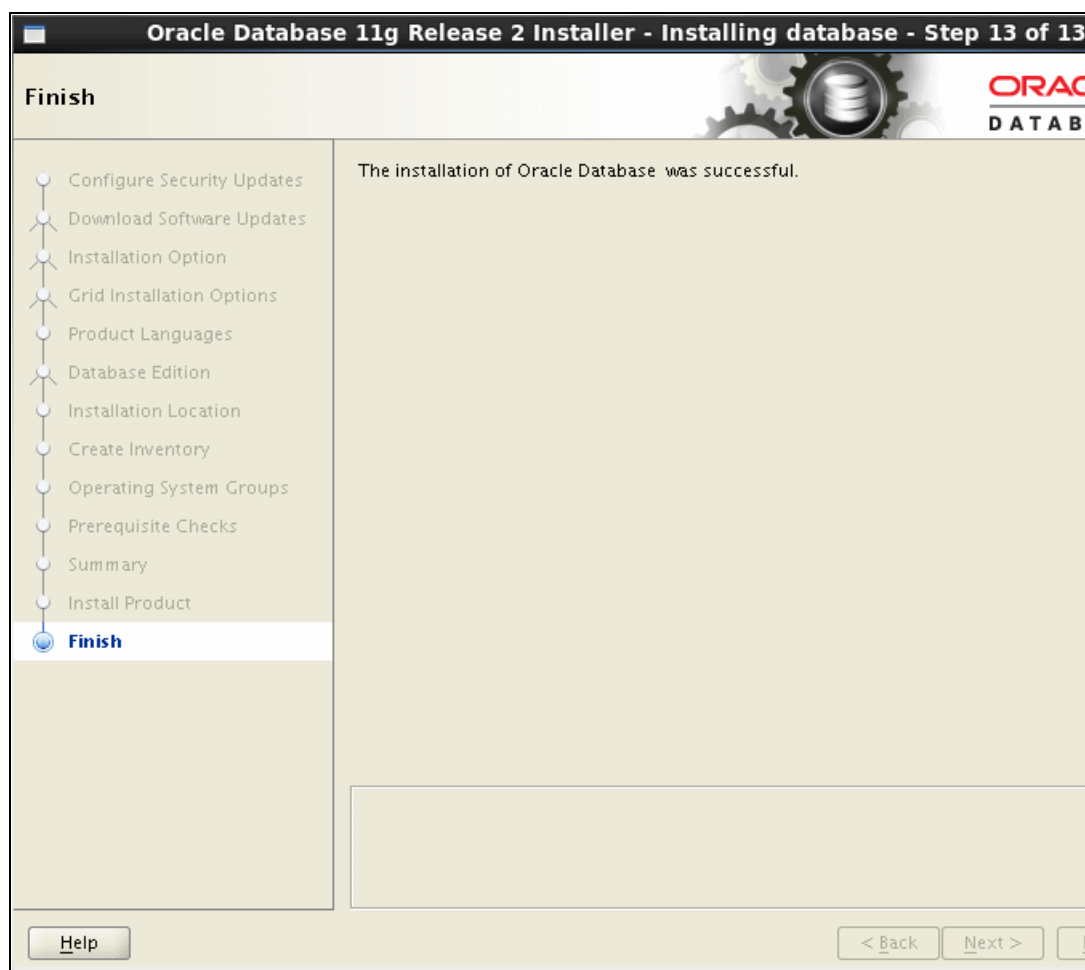 Oracle Database 11g Release 2 Installer - Installing database - Step 13 of 13
Finish
Configure Security Updates
Download Software Updates
Installation Option
Grid Installation Options
Product Languages
Database Edition
Installation Location
Create Inventory
Operating System Groups
Prerequisite Checks
Summary
Install Product
Finish
The installation of Oracle Database was successful.
Help
< Back
Next >